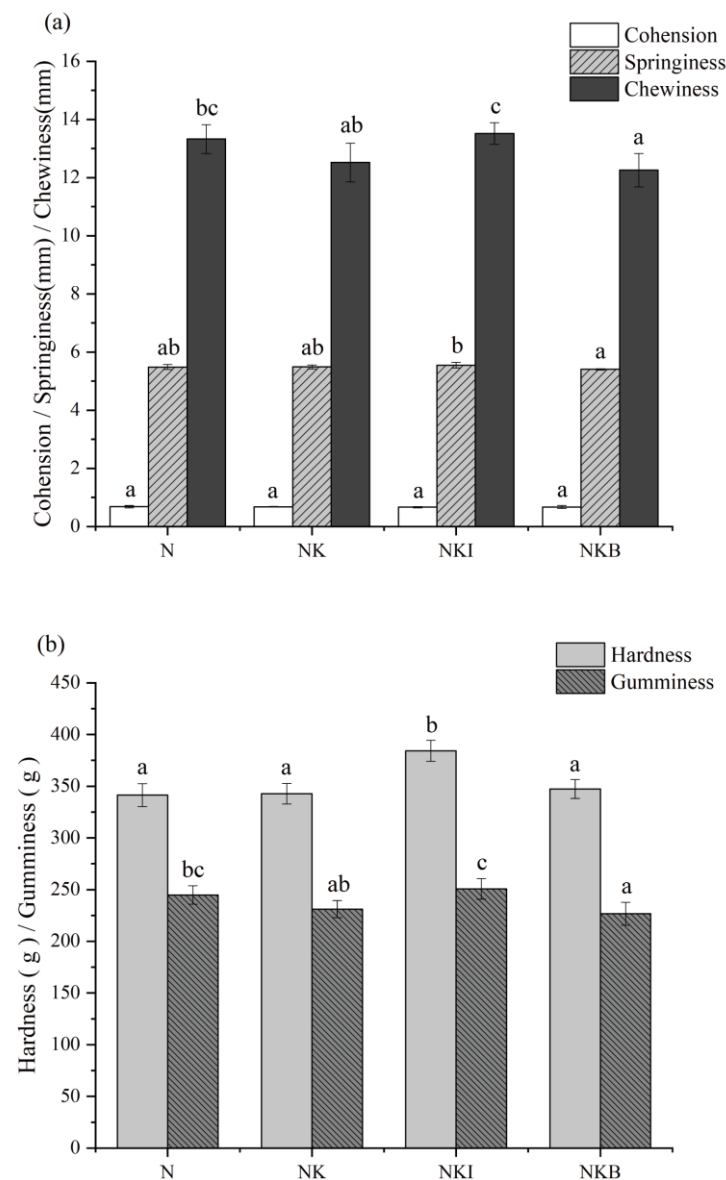 (a)
Cohension
Springiness
Chewiness
Cohension / Springiness(mm) / Chewiness(mm)
16
14
12
10
8
6
4
2
0
bc
ab
c
a
ab
ab
b
a
a
a
a
a
N NK NKI NKB
(b)
Hardness
Gumminess
Hardness ( g ) / Gumminess ( g )
450
400
350
300
250
200
150
100
50
0
b
a
a
a
bc
ab
c
a
N NK NKI NKB